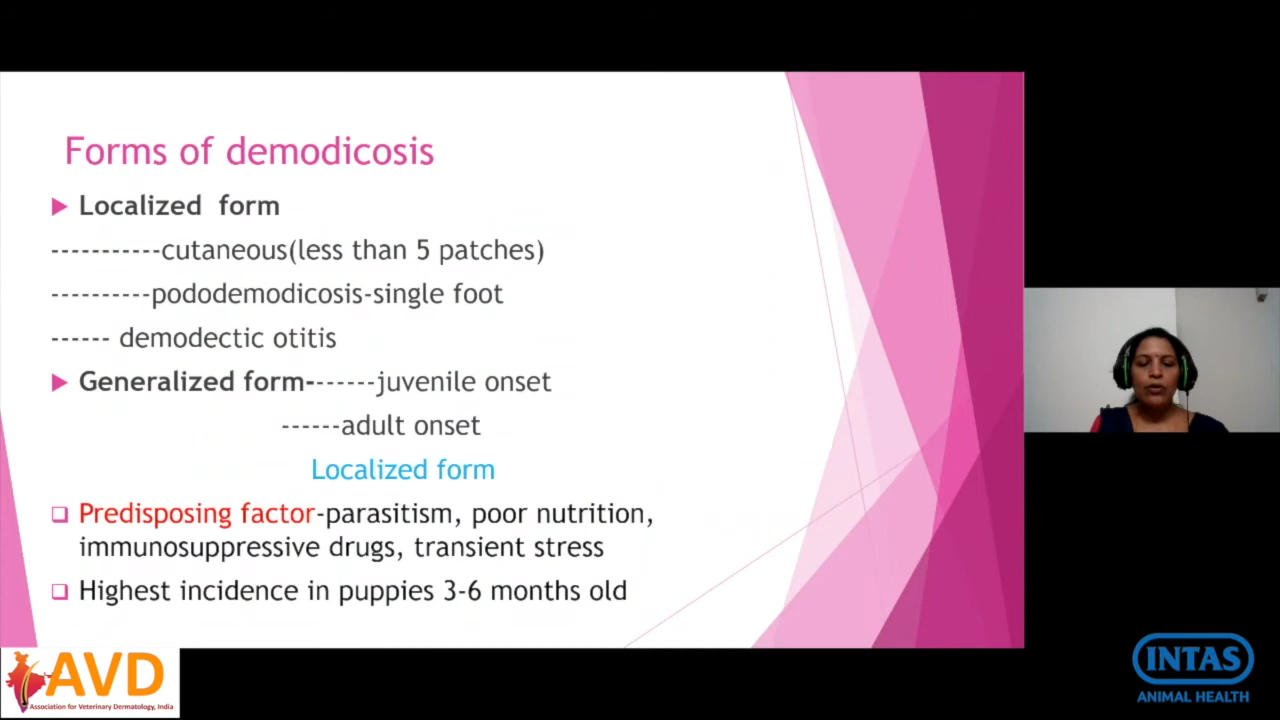 Forms of demodicosis
Localized form
-----------cutaneous(less than 5 patches)
----------pododemodicosis-single foot
------ demodectic otitis
Generalized form-------juvenile onset
------adult onset
Localized form
Predisposing factor-parasitism, poor nutrition,
immunosuppressive drugs, transient stress
Highest incidence in puppies 3-6 months old
AVD
Association for Veterinary Dermatology, India
INTAS
ANIMAL HEALTH